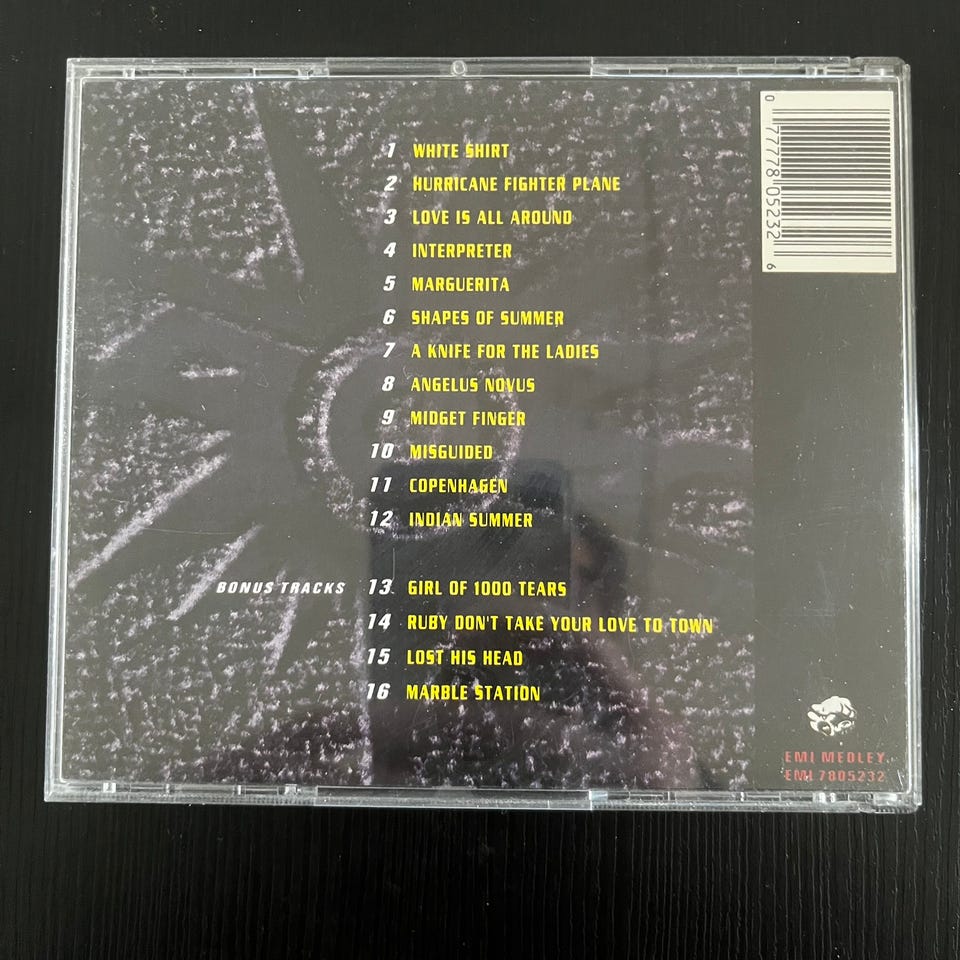 1 WHITE SHIRT
2 HURRICANE FIGHTER PLANE
3 LOVE IS ALL AROUND
4 INTERPRETER
5 MARGUERITA
6 SHAPES OF SUMMER
7 A KNIFE FOR THE LADIES
8 ANGELUS NOVUS
9 MIDGET FINGER
10 MISGUIDED
11 COPENHAGEN
12 INDIAN SUMMER
BONUS TRACKS 13 GIRL OF 1000 TEARS
14 RUBY DON'T TAKE YOUR LOVE TO TOWN
15 LOST HIS HEAD
16 MARBLE STATION
0 77778 05232 6
EMI MEDLEY
EMI 7805232